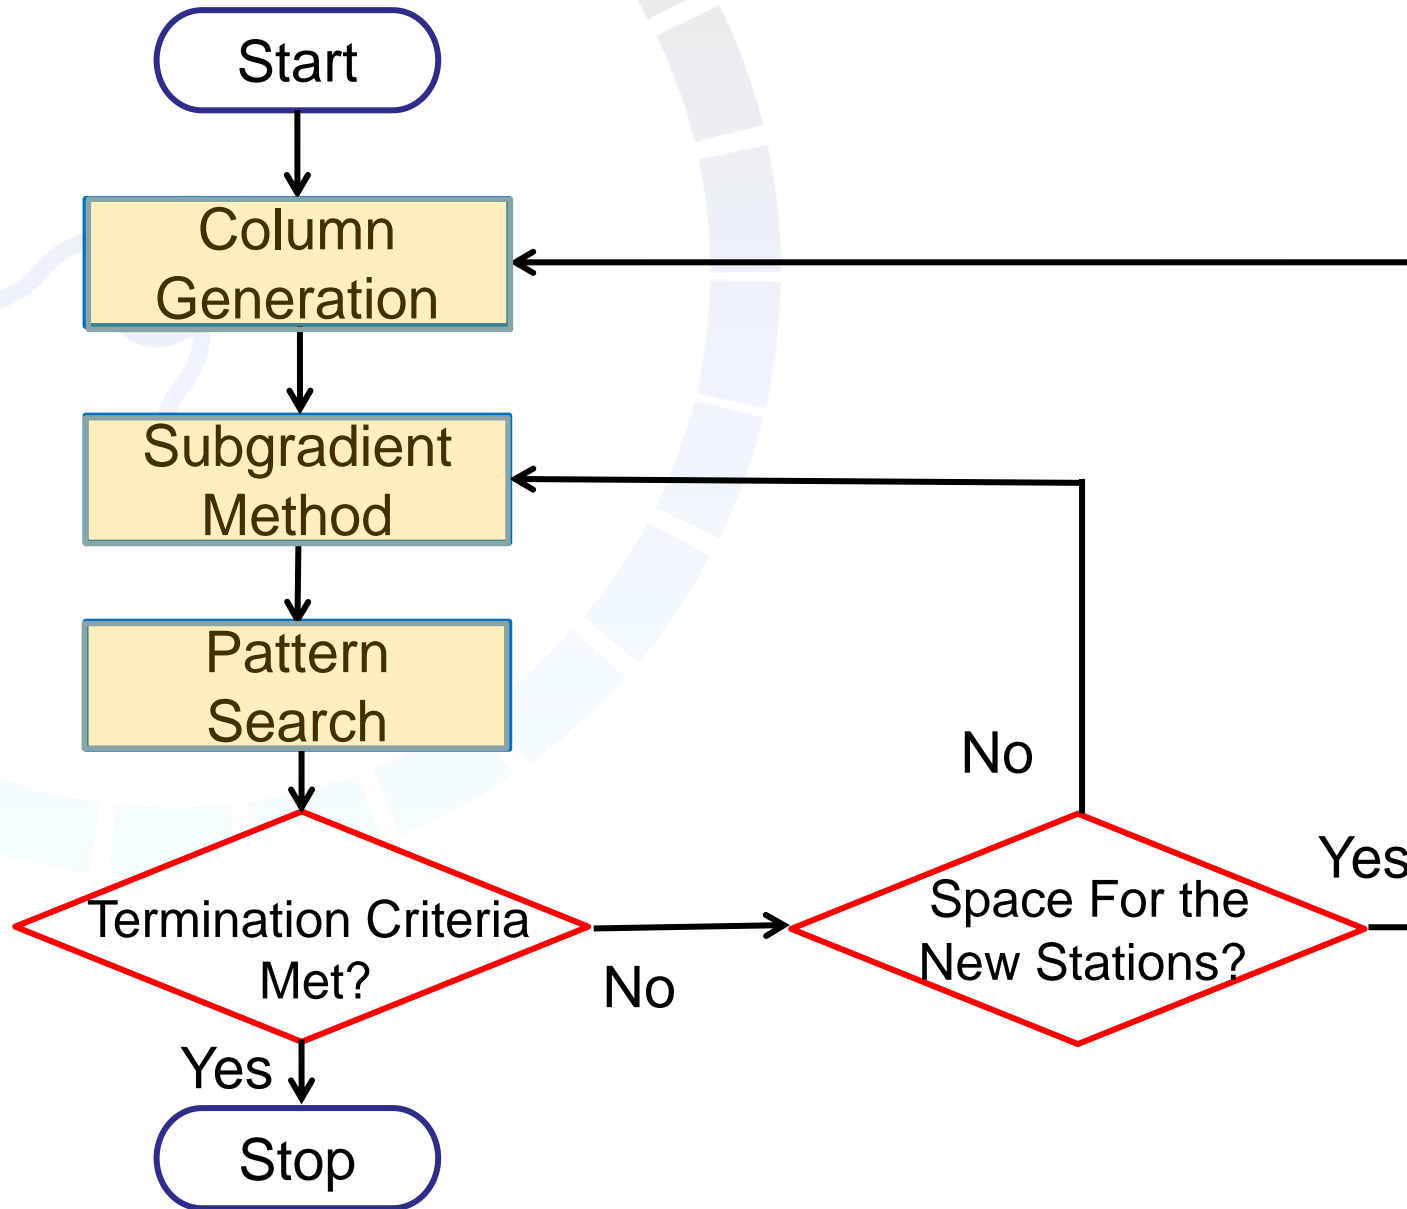 Start
Column
Generation
Subgradient
Method
Pattern
Search
No
Yes
Termination Criteria
Met?
Space For the
New Stations?
No
Yes
Stop